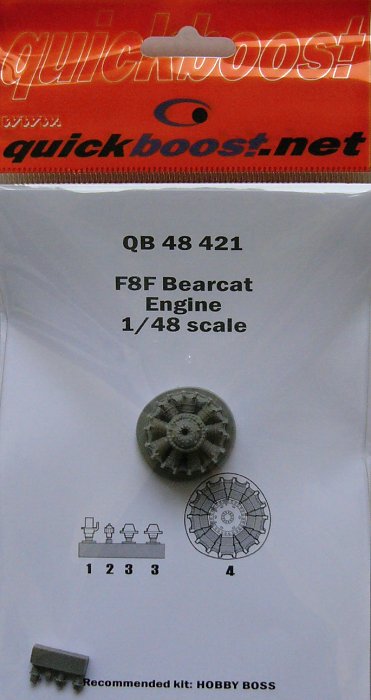 quickboost
www.
quickboost.net
QB 48 421
F8F Bearcat
Engine
1/48 scale
1 2 3 3 4
Recommended kit: HOBBY BOSS